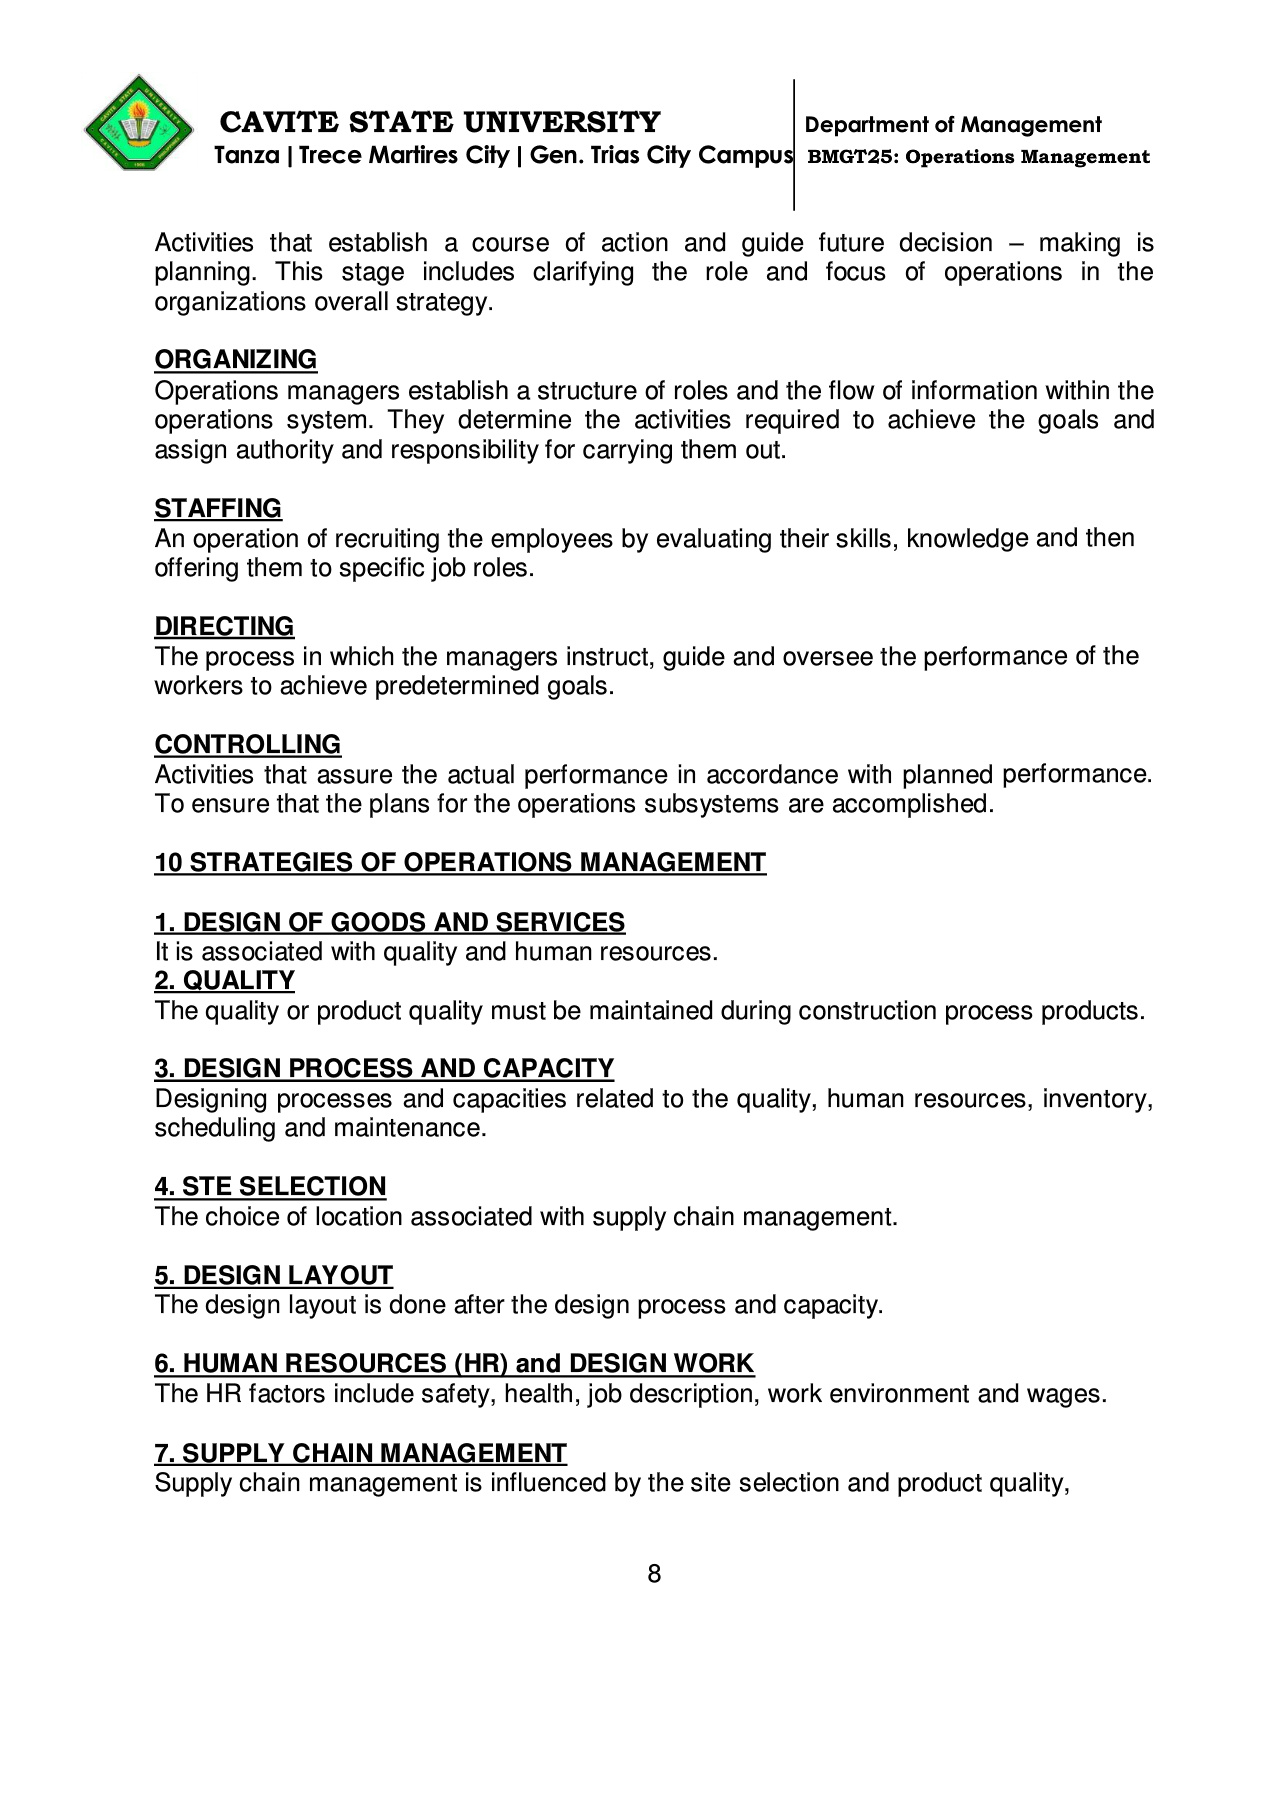 CAVITE STATE UNIVERSITY
Tanza | Trece Martires City | Gen. Trias City Campus
Department of Management
BMGT25: Operations Management
Activities that establish a course of action and guide future decision – making is
planning. This stage includes clarifying the role and focus of operations in the
organizations overall strategy.
ORGANIZING
Operations managers establish a structure of roles and the flow of information within the
operations system. They determine the activities required to achieve the goals and
assign authority and responsibility for carrying them out.
STAFFING
An operation of recruiting the employees by evaluating their skills, knowledge and then
offering them to specific job roles.
DIRECTING
The process in which the managers instruct, guide and oversee the performance of the
workers to achieve predetermined goals.
CONTROLLING
Activities that assure the actual performance in accordance with planned performance.
To ensure that the plans for the operations subsystems are accomplished.
10 STRATEGIES OF OPERATIONS MANAGEMENT
1. DESIGN OF GOODS AND SERVICES
It is associated with quality and human resources.
2. QUALITY
The quality or product quality must be maintained during construction process products.
3. DESIGN PROCESS AND CAPACITY
Designing processes and capacities related to the quality, human resources, inventory,
scheduling and maintenance.
4. STE SELECTION
The choice of location associated with supply chain management.
5. DESIGN LAYOUT
The design layout is done after the design process and capacity.
6. HUMAN RESOURCES (HR) and DESIGN WORK
The HR factors include safety, health, job description, work environment and wages.
7. SUPPLY CHAIN MANAGEMENT
Supply chain management is influenced by the site selection and product quality,
8